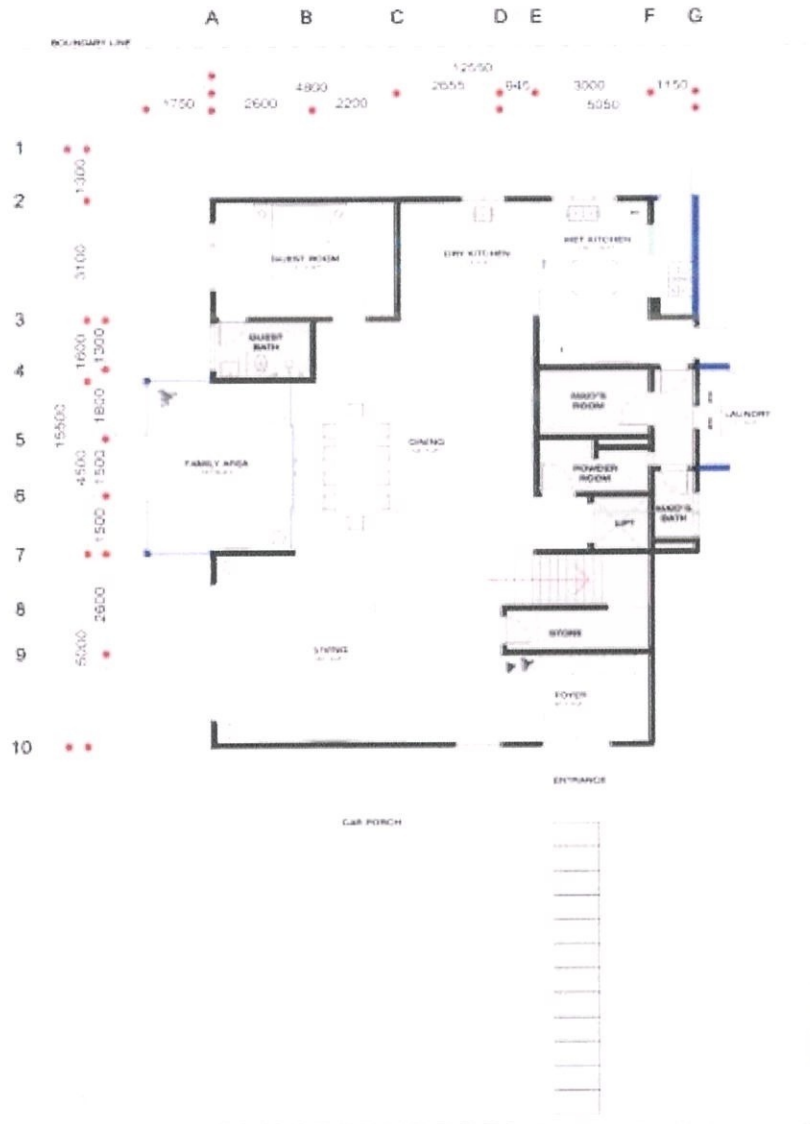 A B C D E F G
BOUNDARY LINE
12550
4800
1750 2600 2200 2655 645 3000 1150
5050
1
1300
2
3100
GUEST ROOM
DRY KITCHEN
WET KITCHEN
3
1600
1300
GUEST
BATH
4
15500
4500
1800
MAID'S
ROOM
LAUNDRY
5
DINING
FAMILY AREA
1500
POWDER
ROOM
6
MAID'S
BATH
1500
LIFT
7
2600
8
STORE
5000
9
LIVING
FOYER
10
ENTRANCE
CAR PORCH